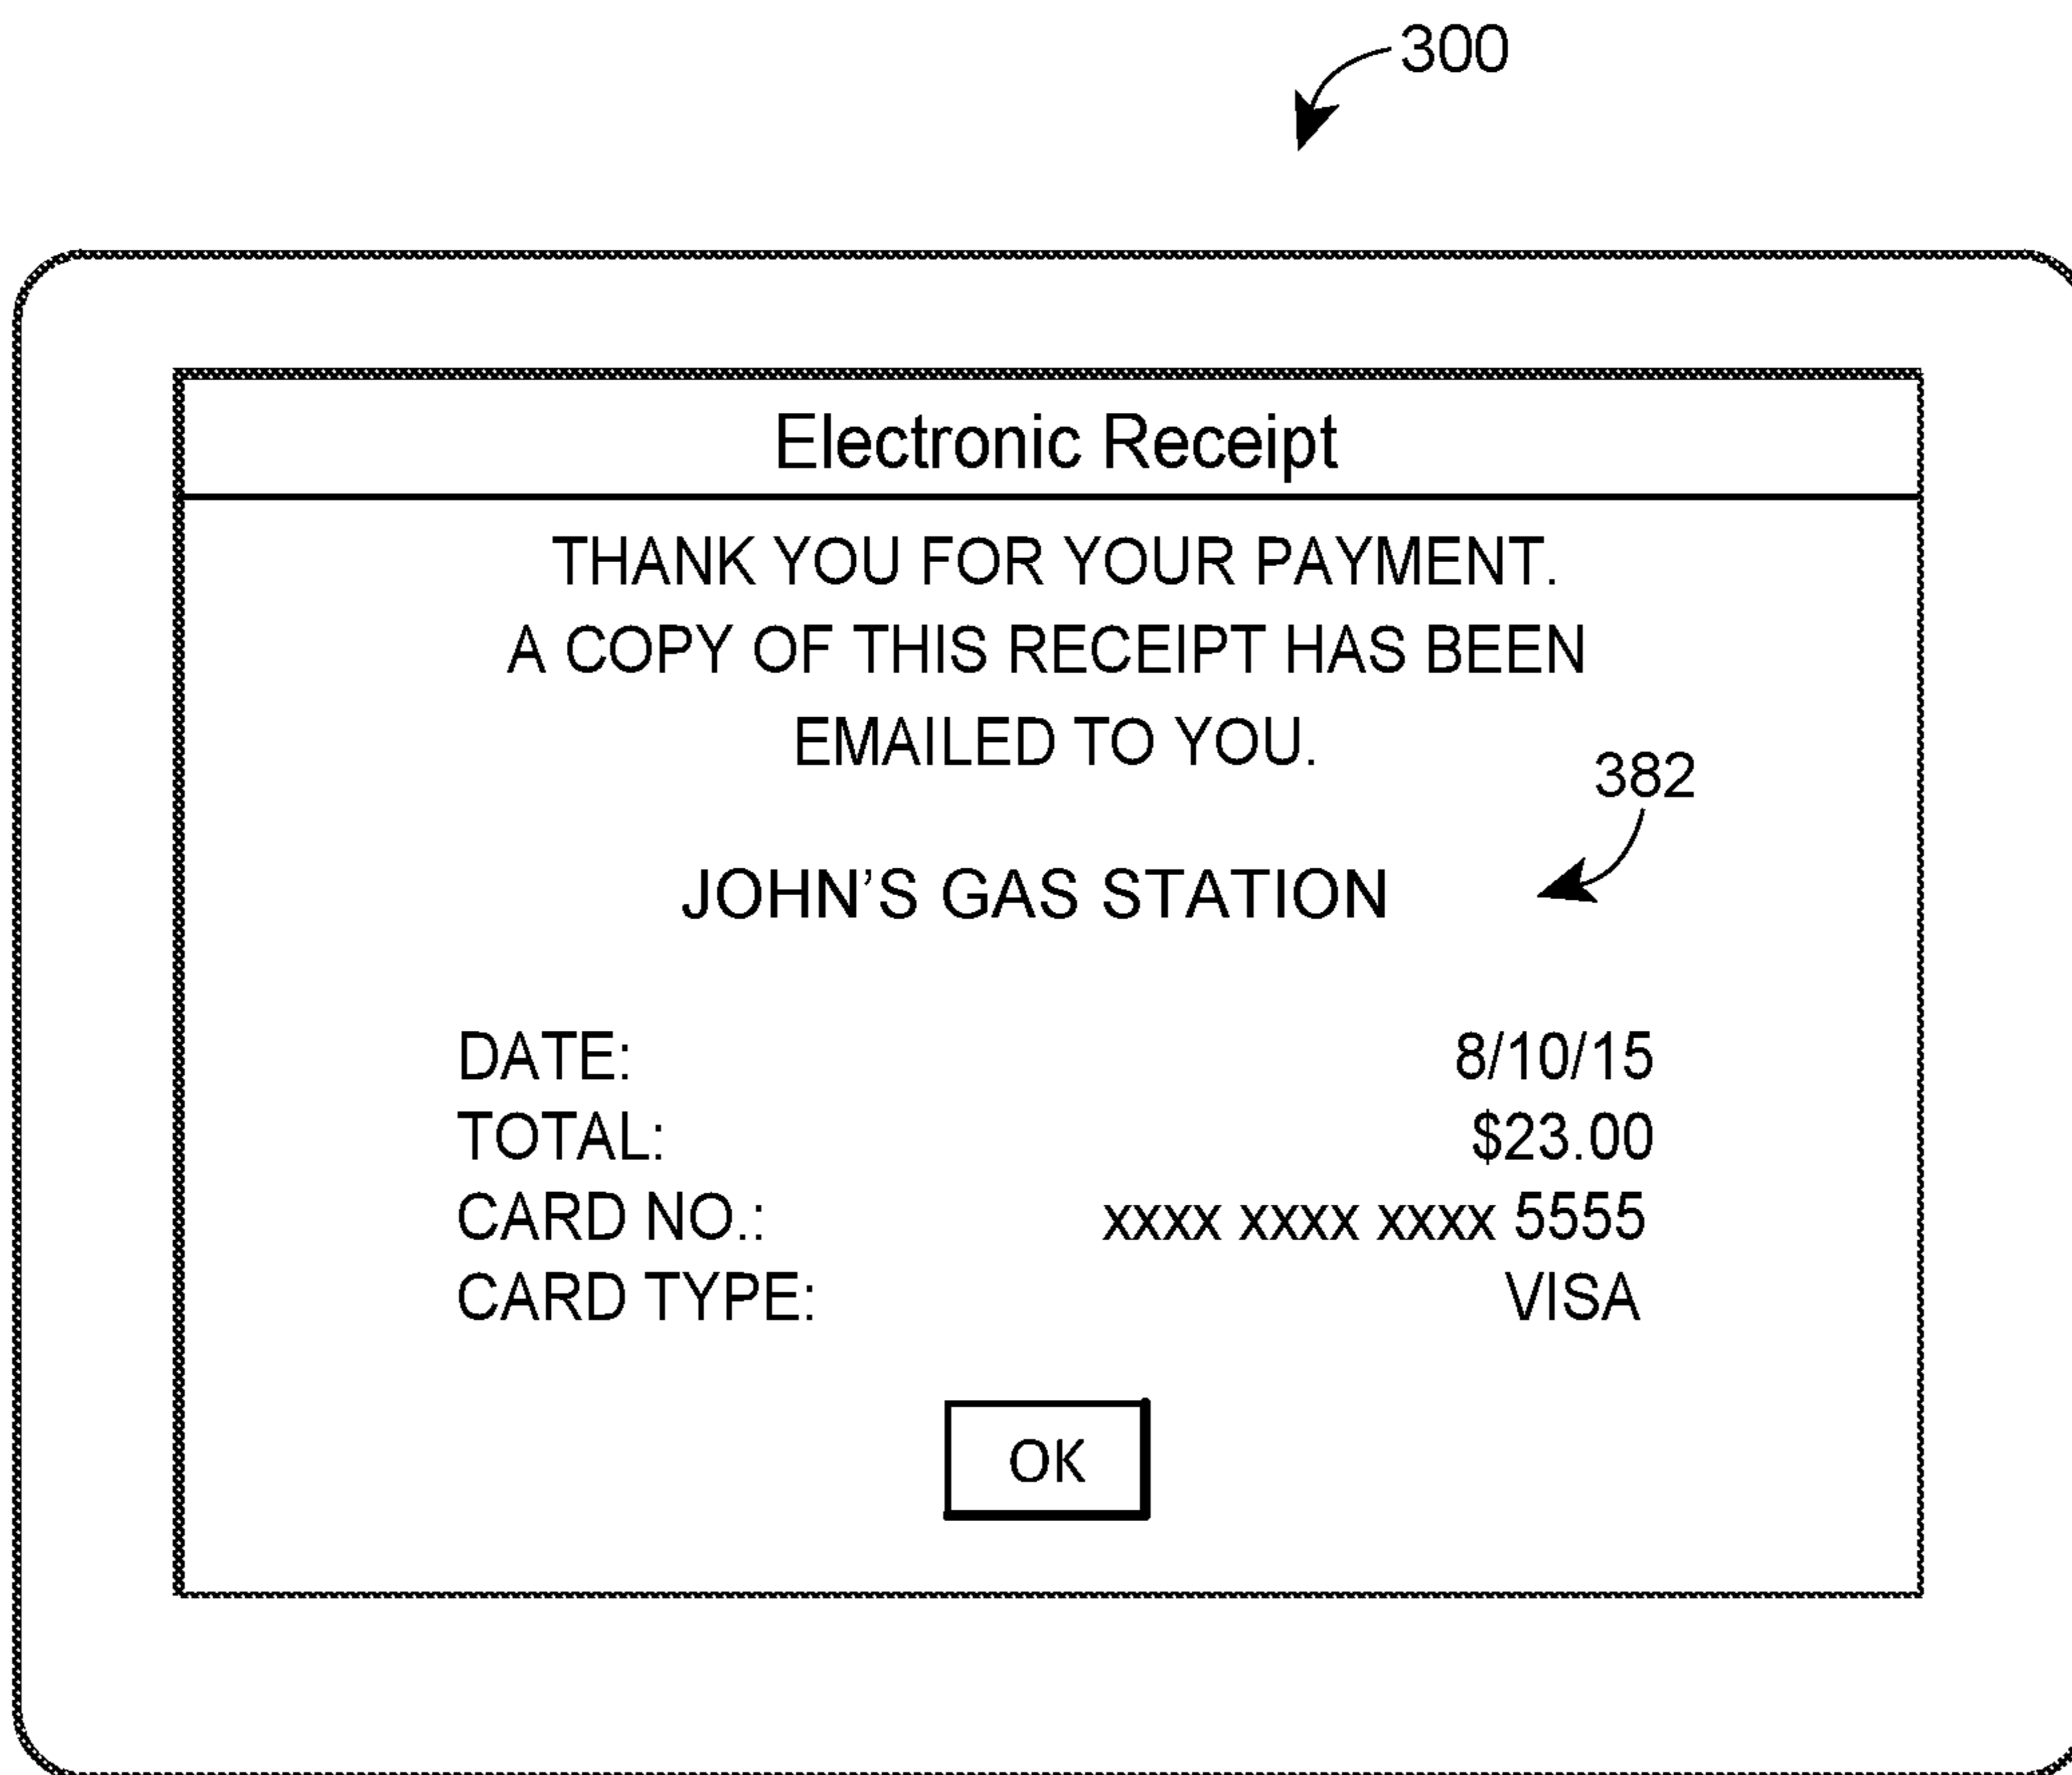 300
Electronic Receipt
THANK YOU FOR YOUR PAYMENT.
A COPY OF THIS RECEIPT HAS BEEN
EMAILED TO YOU.
382
JOHN'S GAS STATION
DATE: 8/10/15
TOTAL: $23.00
CARD NO.: xxxx xxxx xxxx 5555
CARD TYPE: VISA
OK